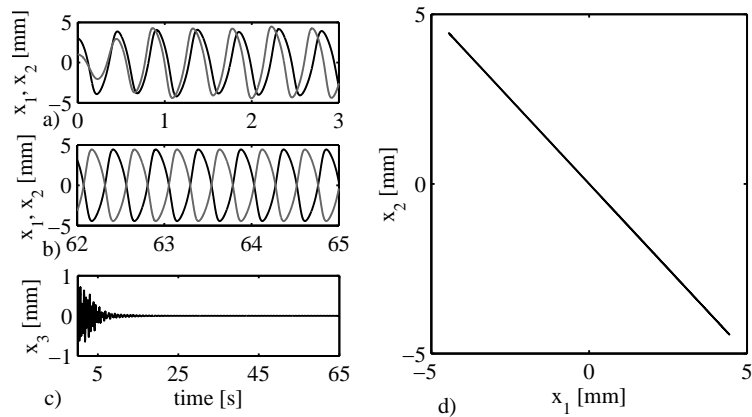 5
0
−5
x₁, x₂ [mm]
a)
0 1 2 3
5
0
−5
x₁, x₂ [mm]
b)
62 63 64 65
1
0
−1
x₃ [mm]
c)
5 25 45 65
time [s]
5
0
−5
x₂ [mm]
−5 0 5
x₁ [mm]
d)